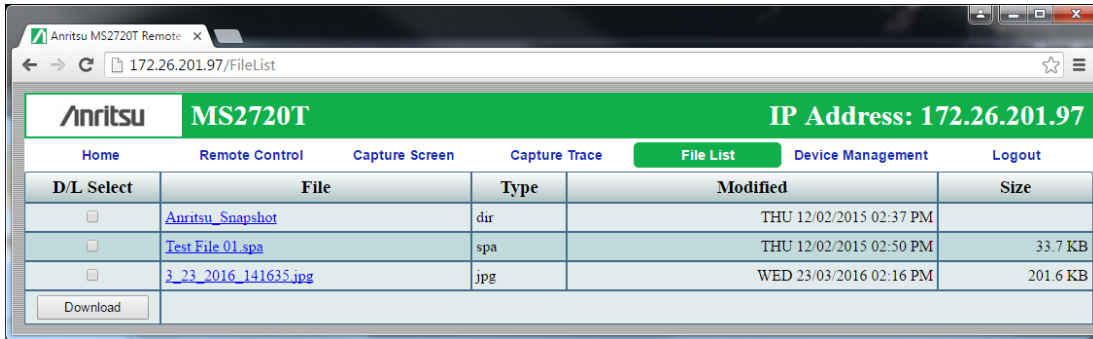 Anritsu MS2720T Remote
172.26.201.97/FileList
Anritsu MS2720T IP Address: 172.26.201.97
Home Remote Control Capture Screen Capture Trace File List Device Management Logout
D/L Select File Type Modified Size
Anritsu_Snapshot dir THU 12/02/2015 02:37 PM
Test File 01.spa spa THU 12/02/2015 02:50 PM 33.7 KB
3_23_2016_141635.jpg jpg WED 23/03/2016 02:16 PM 201.6 KB
Download